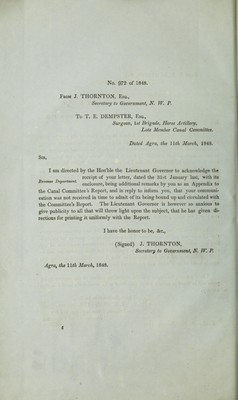 No. 979 of 1848.
From J. THORNTON, Esq.,
Secretary to Government, N. W. P.
To T. E. DEMPSTER, Esq.,
Surgeon, 1st Brigade, Horse Artillery,
Late Member Canal Committee.
Dated Agra, the 11th March, 1848.
Sir,
I am directed by the Hon'ble the Lieutenant Governor to acknowledge the
Revenue Department. receipt of your letter, dated the 31st January last, with its
enclosure, being additional remarks by you as an Appendix to
the Canal Committee's Report, and in reply to inform you, that your communi-
cation was not received in time to admit of its being bound up and circulated with
the Committee's Report. The Lieutenant Governor is however so anxious to
give publicity to all that will throw light upon the subject, that he has given di-
rections for printing it uniformly with the Report.
I have the honor to be, &c.,
(Signed) J. THORNTON,
Secretary to Government, N. W. P.
Agra, the 11th March, 1848.